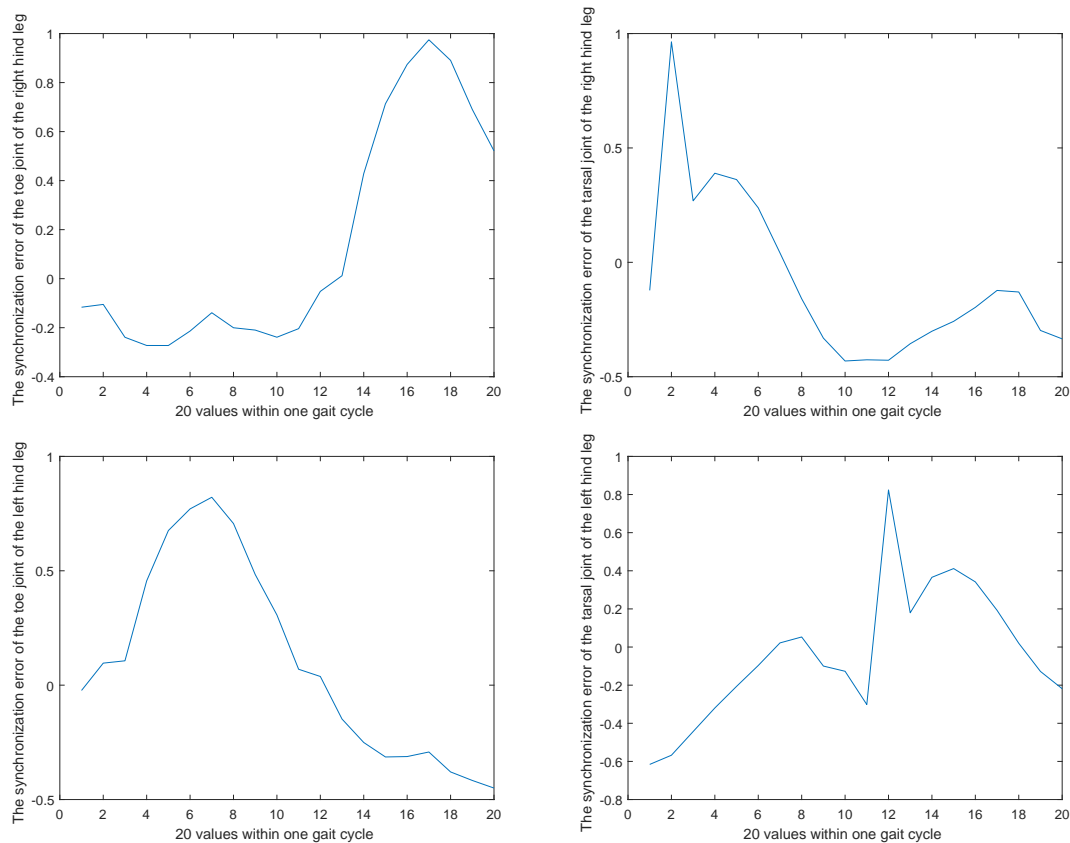 The synchronization error of the toe joint of the right hind leg
1
0.8
0.6
0.4
0.2
0
-0.2
-0.4
0 2 4 6 8 10 12 14 16 18 20
20 values within one gait cycle
The synchronization error of the tarsal joint of the right hind leg
1
0.5
0
-0.5
0 2 4 6 8 10 12 14 16 18 20
20 values within one gait cycle
The synchronization error of the toe joint of the left hind leg
1
0.5
0
-0.5
0 2 4 6 8 10 12 14 16 18 20
20 values within one gait cycle
The synchronization error of the tarsal joint of the left hind leg
1
0.8
0.6
0.4
0.2
0
-0.2
-0.4
-0.6
-0.8
0 2 4 6 8 10 12 14 16 18 20
20 values within one gait cycle